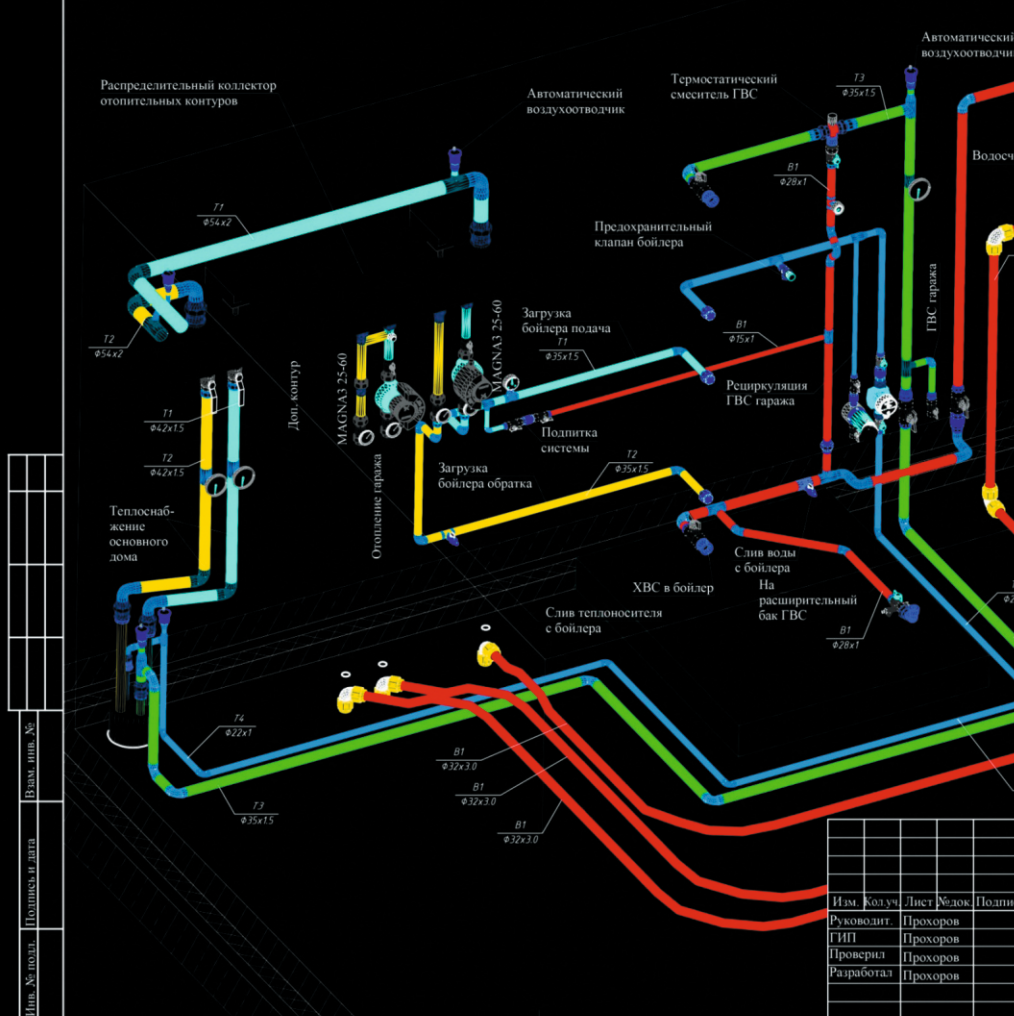 Распределительный коллектор
отопительных контуров
Автоматический
воздухоотводчик
Термостатический
смеситель ГВС
Автоматический
воздухоотводчи
Т3
Ф35х1.5
Водосч
В1
Ф28х1
Т1
Ф54х2
Предохранительный
клапан бойлера
ГВС гаража
Т2
Ф54х2
Доп. контур
MAGNA3 25-60
MAGNA3 25-60
Загрузка
бойлера подача
Т1
Ф35х1.5
В1
Ф15х1
Рециркуляция
ГВС гаража
Т1
Ф42х1.5
Т2
Ф42х1.5
Подпитка
системы
Отопление гаража
Загрузка
бойлера обратка
Т2
Ф35х1.5
Теплоснаб-
жение
основного
дома
Слив воды
с бойлера
ХВС в бойлер
На
расширительный
бак ГВС
Слив теплоносителя
с бойлера
В1
Ф28х1
Т4
Ф22х1
В1
Ф32х3.0
В1
Ф32х3.0
В1
Ф32х3.0
Т3
Ф35х1.5
Взам. инв. №
Подпись и дата
Инв. № подл.
Изм. Кол.уч. Лист №док. Подпи
Руководит. Прохоров
ГИП Прохоров
Проверил Прохоров
Разработал Прохоров